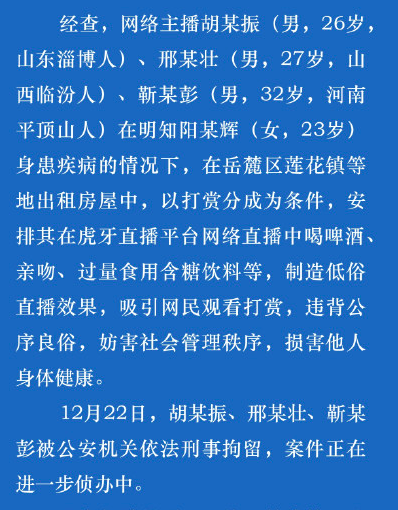 经查，网络主播胡某振（男，26岁，
山东淄博人）、邢某壮（男，27岁，山
西临汾人）、靳某彭（男，32岁，河南
平顶山人）在明知阳某辉（女，23岁）
身患疾病的情况下，在岳麓区莲花镇等
地出租房屋中，以打赏分成为条件，安
排其在虎牙直播平台网络直播中喝啤酒、
亲吻、过量食用含糖饮料等，制造低俗
直播效果，吸引网民观看打赏，违背公
序良俗，妨害社会管理秩序，损害他人
身体健康。
12月22日，胡某振、邢某壮、靳某
彭被公安机关依法刑事拘留，案件正在
进一步侦办中。